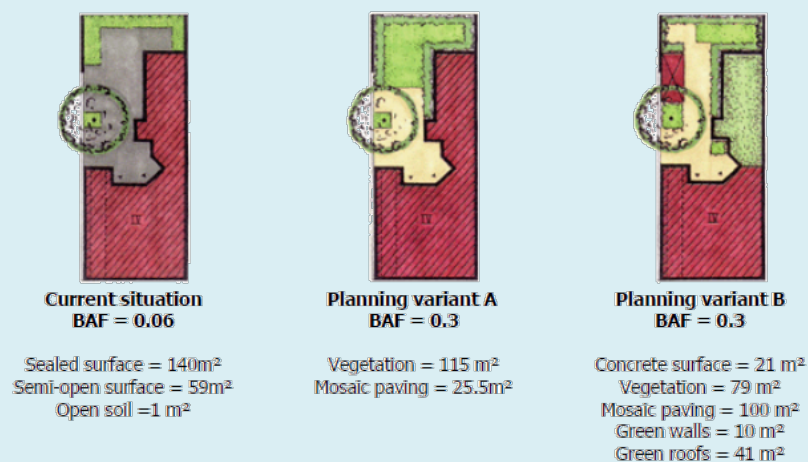 Current situation
BAF = 0.06
Sealed surface = 140m²
Semi-open surface = 59m²
Open soil =1 m²
Planning variant A
BAF = 0.3
Vegetation = 115 m²
Mosaic paving = 25.5m²
Planning variant B
BAF = 0.3
Concrete surface = 21 m²
Vegetation = 79 m²
Mosaic paving = 100 m²
Green walls = 10 m²
Green roofs = 41 m²